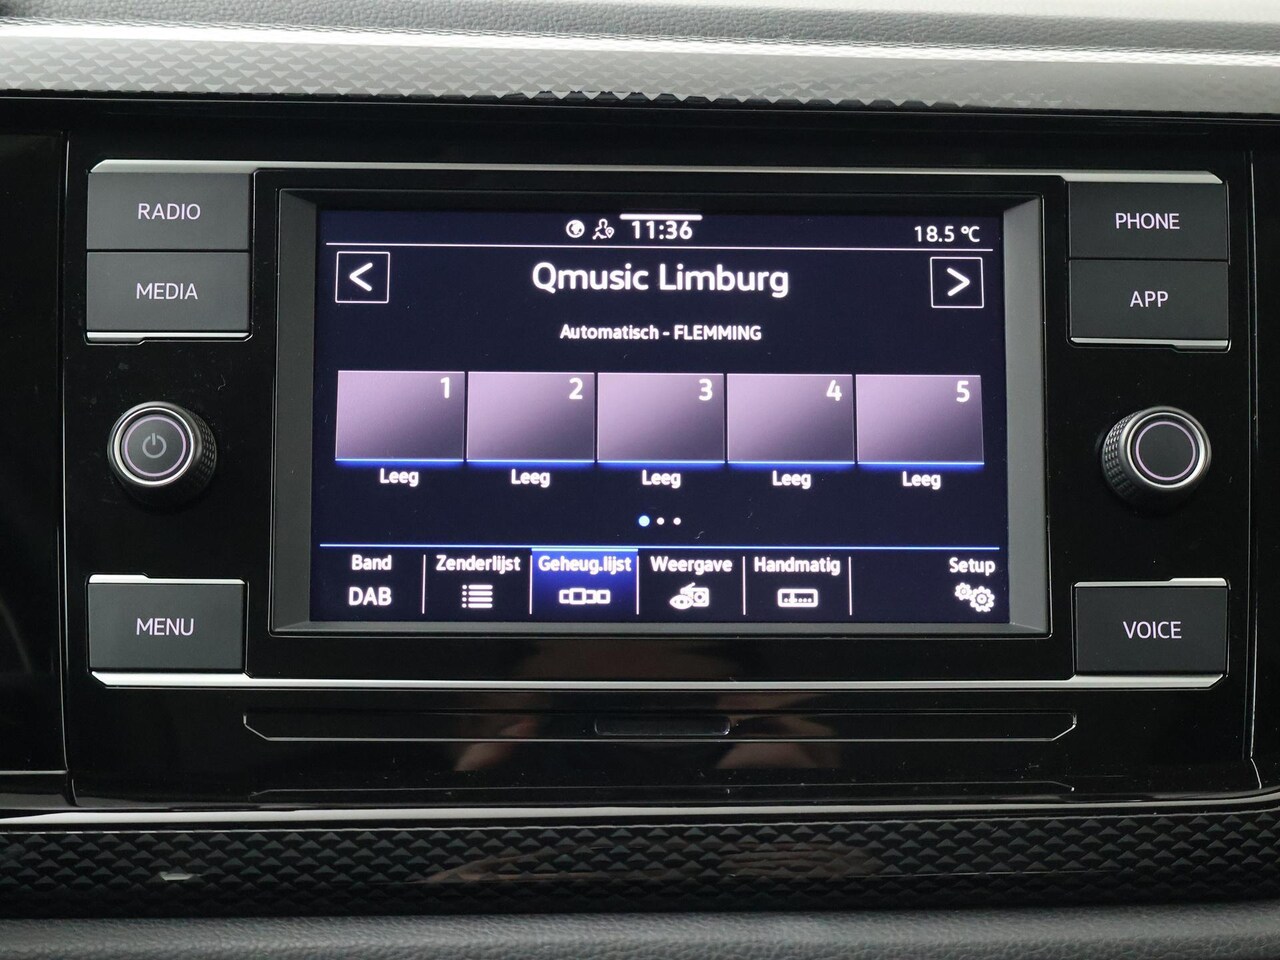 RADIO
MEDIA
MENU
PHONE
APP
VOICE
11:36
18.5 °C
< Qmusic Limburg >
Automatisch - FLEMMING
1 2 3 4 5
Leeg Leeg Leeg Leeg Leeg
Band Zenderlijst Geheug.lijst Weergave Handmatig Setup
DAB